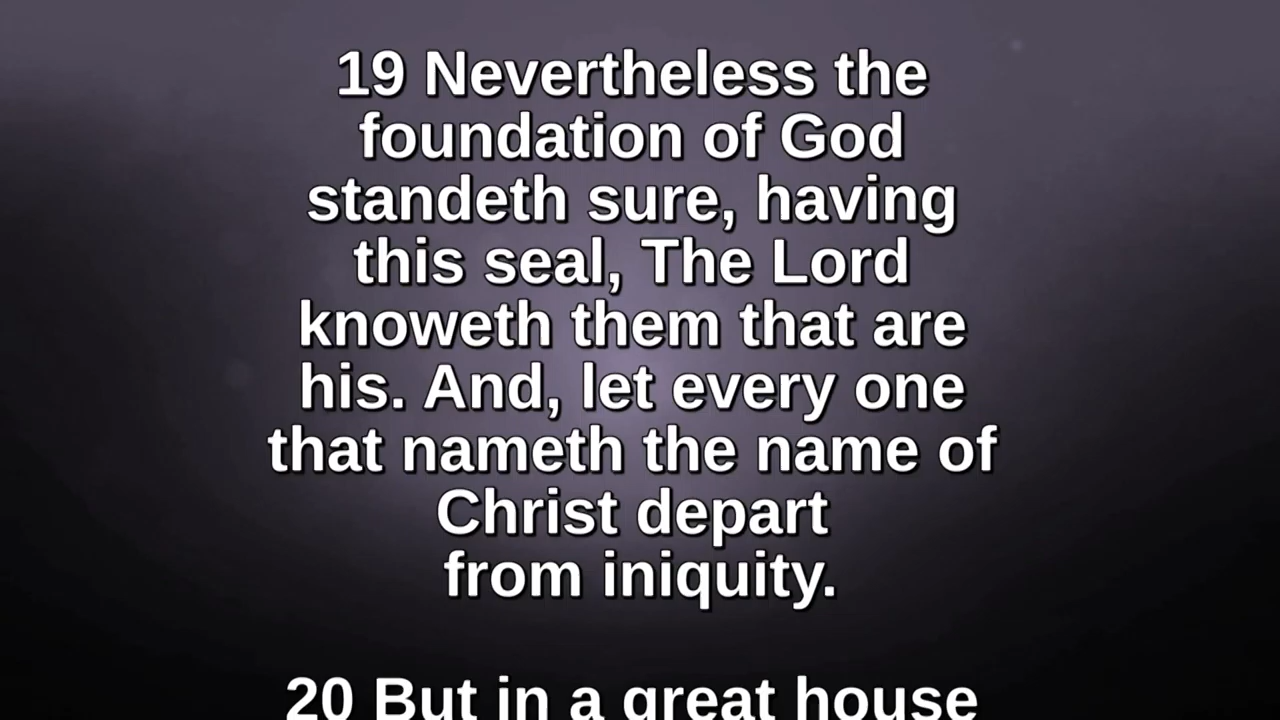 19 Nevertheless the
foundation of God
standeth sure, having
this seal, The Lord
knoweth them that are
his. And, let every one
that nameth the name of
Christ depart
from iniquity.
20 But in a great house